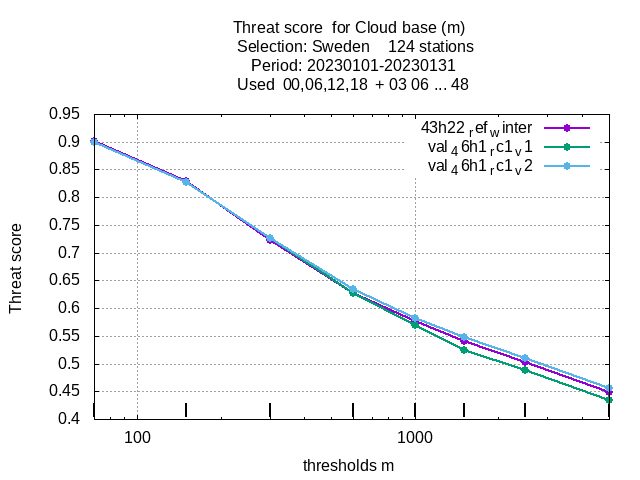 Threat score  for Cloud base (m)
Selection: Sweden    124 stations
Period: 20230101-20230131
Used  00,06,12,18  + 03 06 ... 48
0.95
0.9
0.85
0.8
0.75
0.7
0.65
0.6
0.55
0.5
0.45
0.4
Threat score
43h22 ref winter
val 4 6h1 r c1 v 1
val 4 6h1 r c1 v 2
100
1000
thresholds m